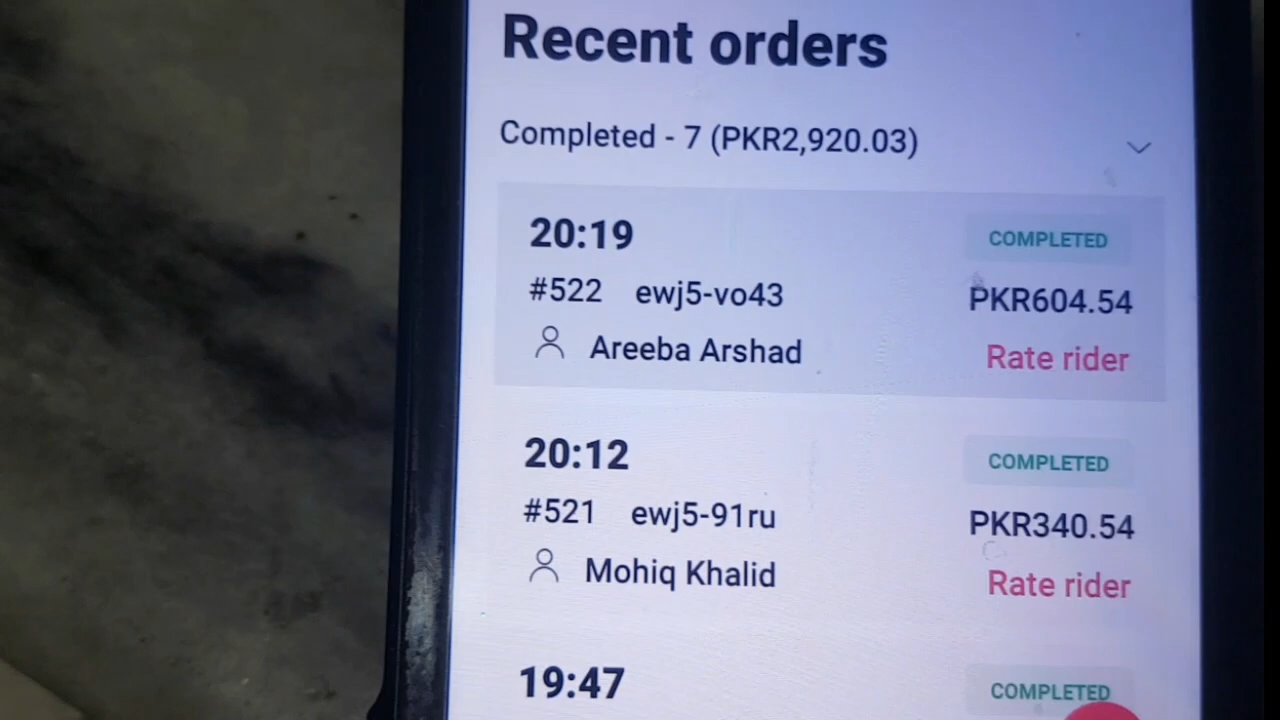 Recent orders
Completed - 7 (PKR2,920.03)
20:19 COMPLETED
#522 ewj5-vo43 PKR604.54
Areeba Arshad Rate rider
20:12 COMPLETED
#521 ewj5-91ru PKR340.54
Mohiq Khalid Rate rider
19:47 COMPLETED